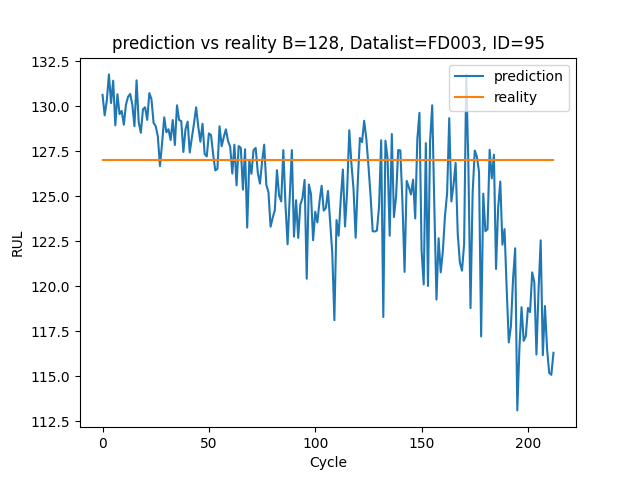 prediction vs reality B=128, Datalist=FD003, ID=95
132.5
130.0
127.5
125.0
122.5
120.0
117.5
115.0
112.5
RUL
prediction
reality
0
50
100
150
200
Cycle